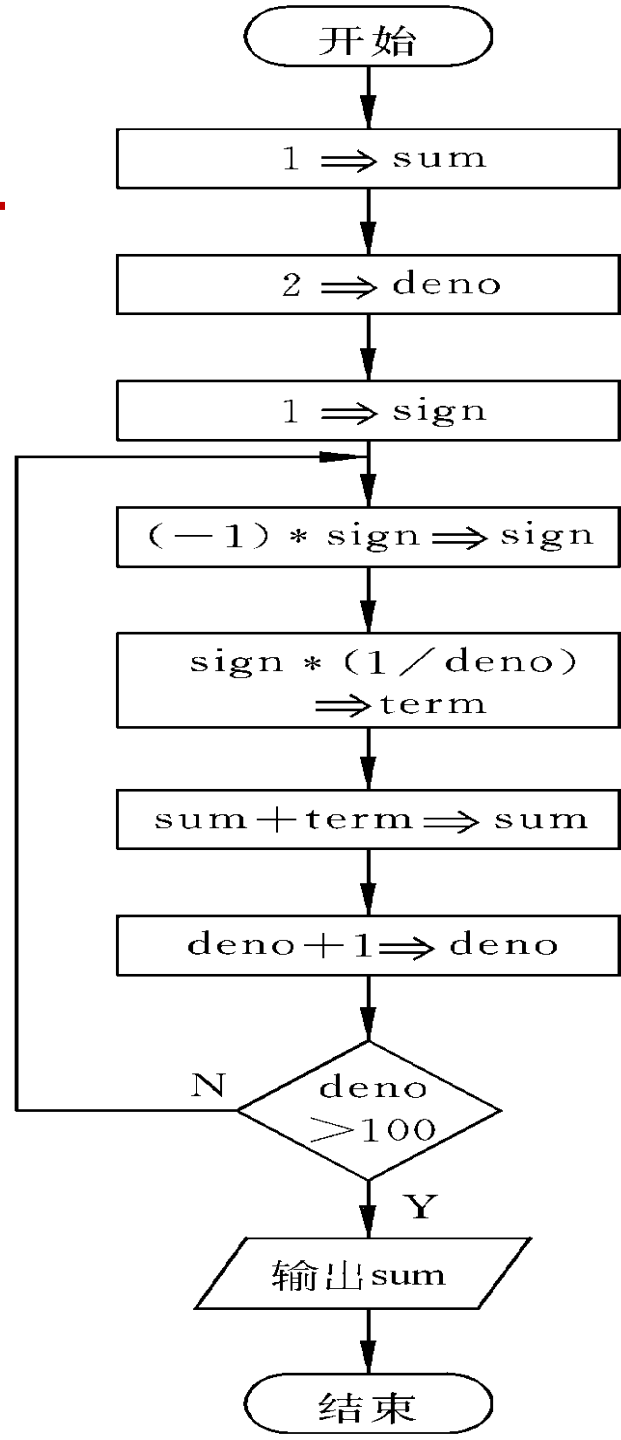 开始
1 ⇒ sum
2 ⇒ deno
1 ⇒ sign
(－1) * sign ⇒ sign
sign * (1／deno)
⇒ term
sum＋term ⇒ sum
deno＋1 ⇒ deno
N
deno
＞100
Y
输出sum
结束